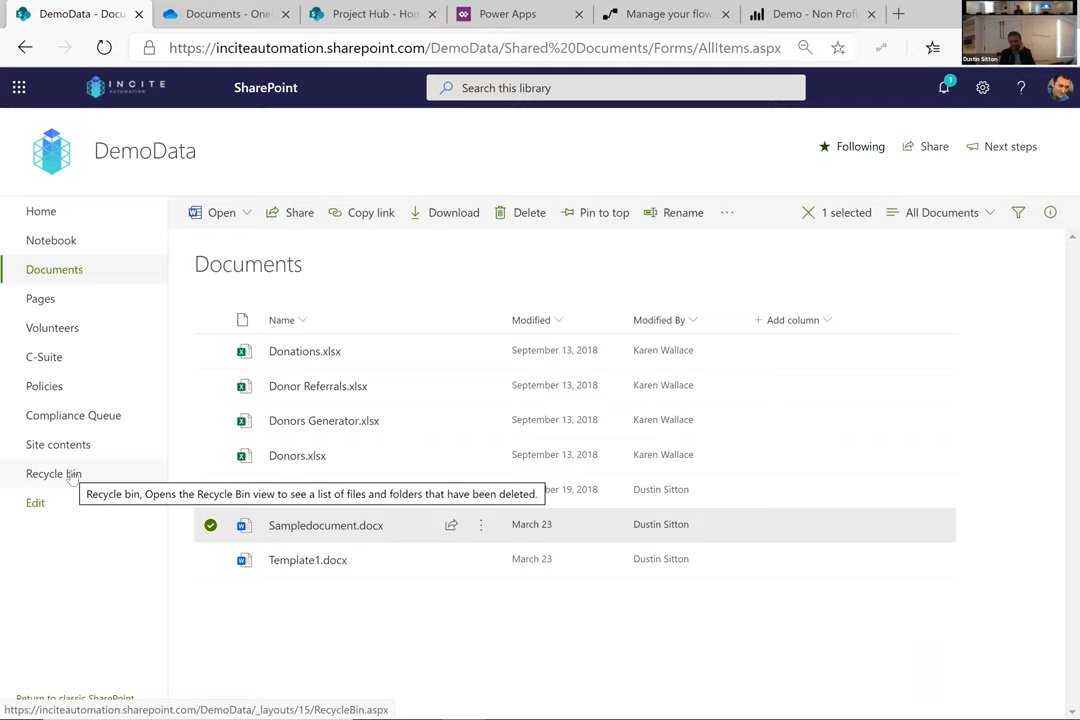 DemoData - Docu
Documents - One
Project Hub - Hom
Power Apps
Manage your flow
Demo - Non Profi
https://inciteautomation.sharepoint.com/DemoData/Shared%20Documents/Forms/AllItems.aspx
Dustin Sitton
INCITE
AUTOMATION
SharePoint
Search this library
1
?
DemoData
Following
Share
Next steps
Home
Notebook
Documents
Pages
Volunteers
C-Suite
Policies
Compliance Queue
Site contents
Recycle bin
Edit
Return to classic SharePoint
Open
Share
Copy link
Download
Delete
Pin to top
Rename
...
1 selected
All Documents
Documents
Name
Modified
Modified By
+ Add column
Donations.xlsx
September 13, 2018
Karen Wallace
Donor Referrals.xlsx
September 13, 2018
Karen Wallace
Donors Generator.xlsx
September 13, 2018
Karen Wallace
Donors.xlsx
September 13, 2018
Karen Wallace
Recycle bin, Opens the Recycle Bin view to see a list of files and folders that have been deleted.
19, 2018
Dustin Sitton
Sampledocument.docx
March 23
Dustin Sitton
Template1.docx
March 23
Dustin Sitton
https://inciteautomation.sharepoint.com/DemoData/_layouts/15/RecycleBin.aspx